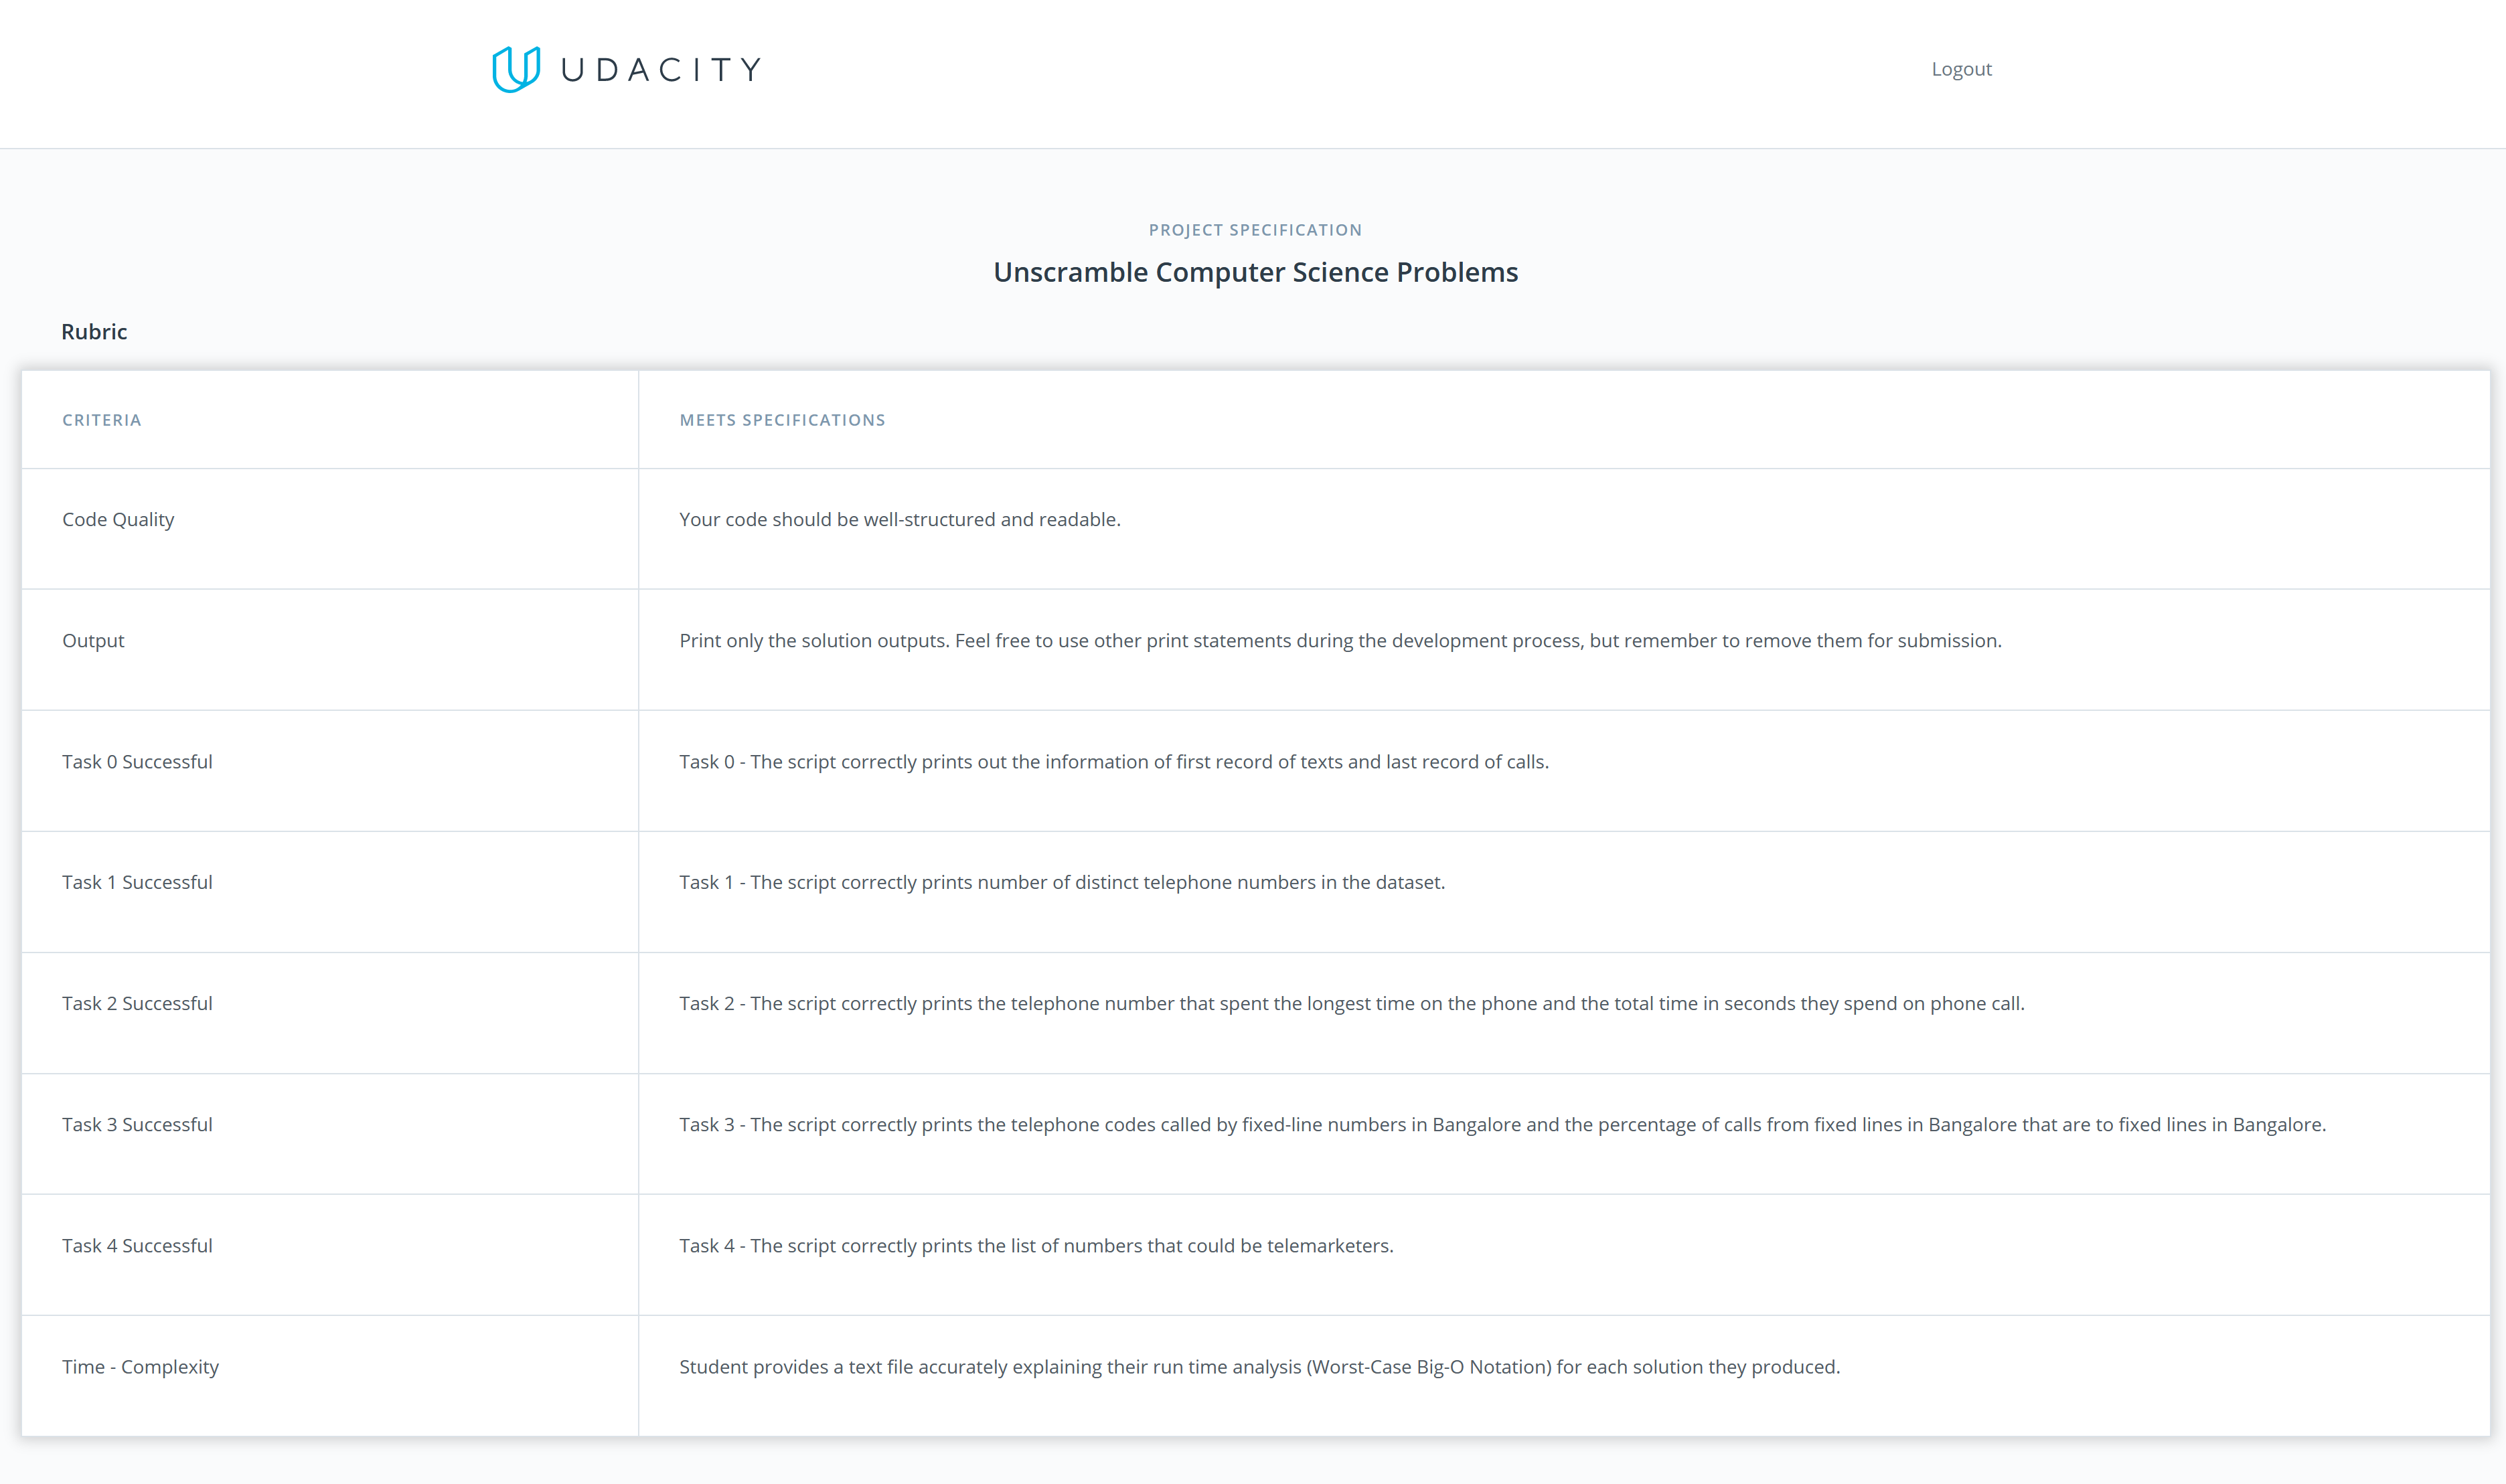 UDACITY
Logout
PROJECT SPECIFICATION
Unscramble Computer Science Problems
Rubric
CRITERIA
MEETS SPECIFICATIONS
Code Quality
Your code should be well-structured and readable.
Output
Print only the solution outputs. Feel free to use other print statements during the development process, but remember to remove them for submission.
Task 0 Successful
Task 0 - The script correctly prints out the information of first record of texts and last record of calls.
Task 1 Successful
Task 1 - The script correctly prints number of distinct telephone numbers in the dataset.
Task 2 Successful
Task 2 - The script correctly prints the telephone number that spent the longest time on the phone and the total time in seconds they spend on phone call.
Task 3 Successful
Task 3 - The script correctly prints the telephone codes called by fixed-line numbers in Bangalore and the percentage of calls from fixed lines in Bangalore that are to fixed lines in Bangalore.
Task 4 Successful
Task 4 - The script correctly prints the list of numbers that could be telemarketers.
Time - Complexity
Student provides a text file accurately explaining their run time analysis (Worst-Case Big-O Notation) for each solution they produced.